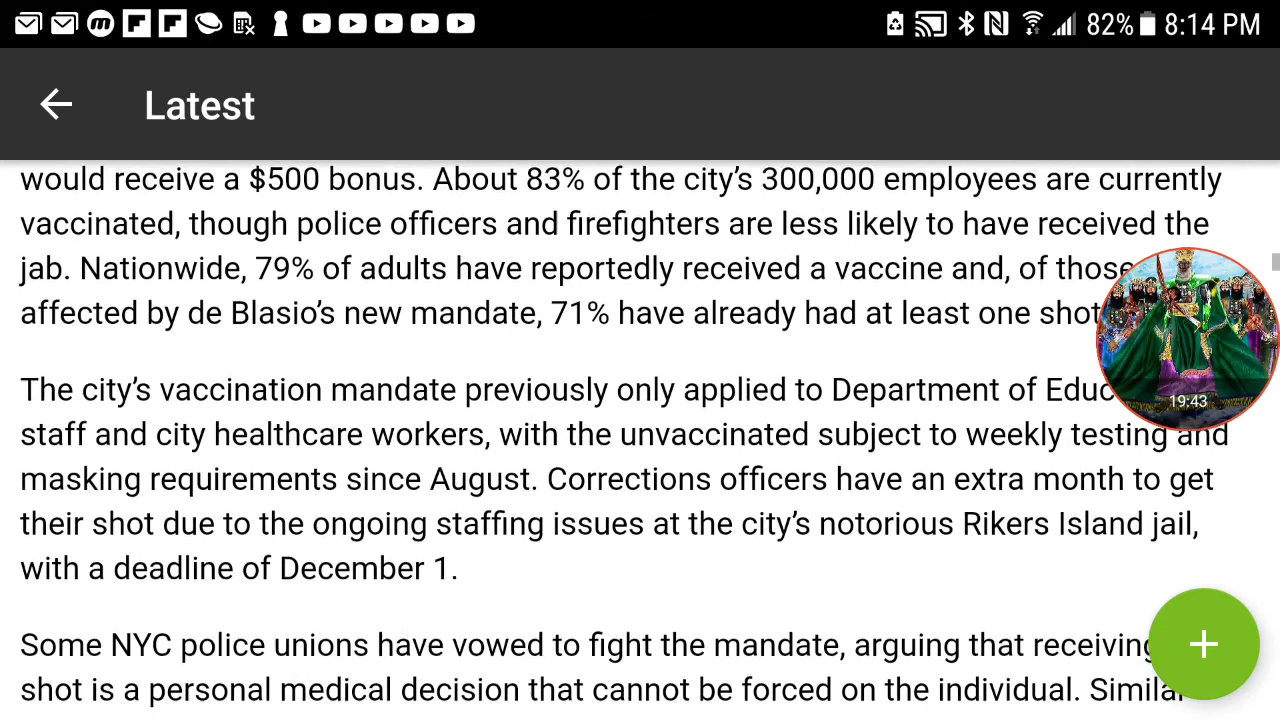 82% 8:14 PM
Latest
would receive a $500 bonus. About 83% of the city’s 300,000 employees are currently
vaccinated, though police officers and firefighters are less likely to have received the
jab. Nationwide, 79% of adults have reportedly received a vaccine and, of those
affected by de Blasio’s new mandate, 71% have already had at least one shot
The city’s vaccination mandate previously only applied to Department of
19:43
staff and city healthcare workers, with the unvaccinated subject to weekly testing and
masking requirements since August. Corrections officers have an extra month to get
their shot due to the ongoing staffing issues at the city’s notorious Rikers Island jail,
with a deadline of December 1.
Some NYC police unions have vowed to fight the mandate, arguing that receiving
shot is a personal medical decision that cannot be forced on the individual.